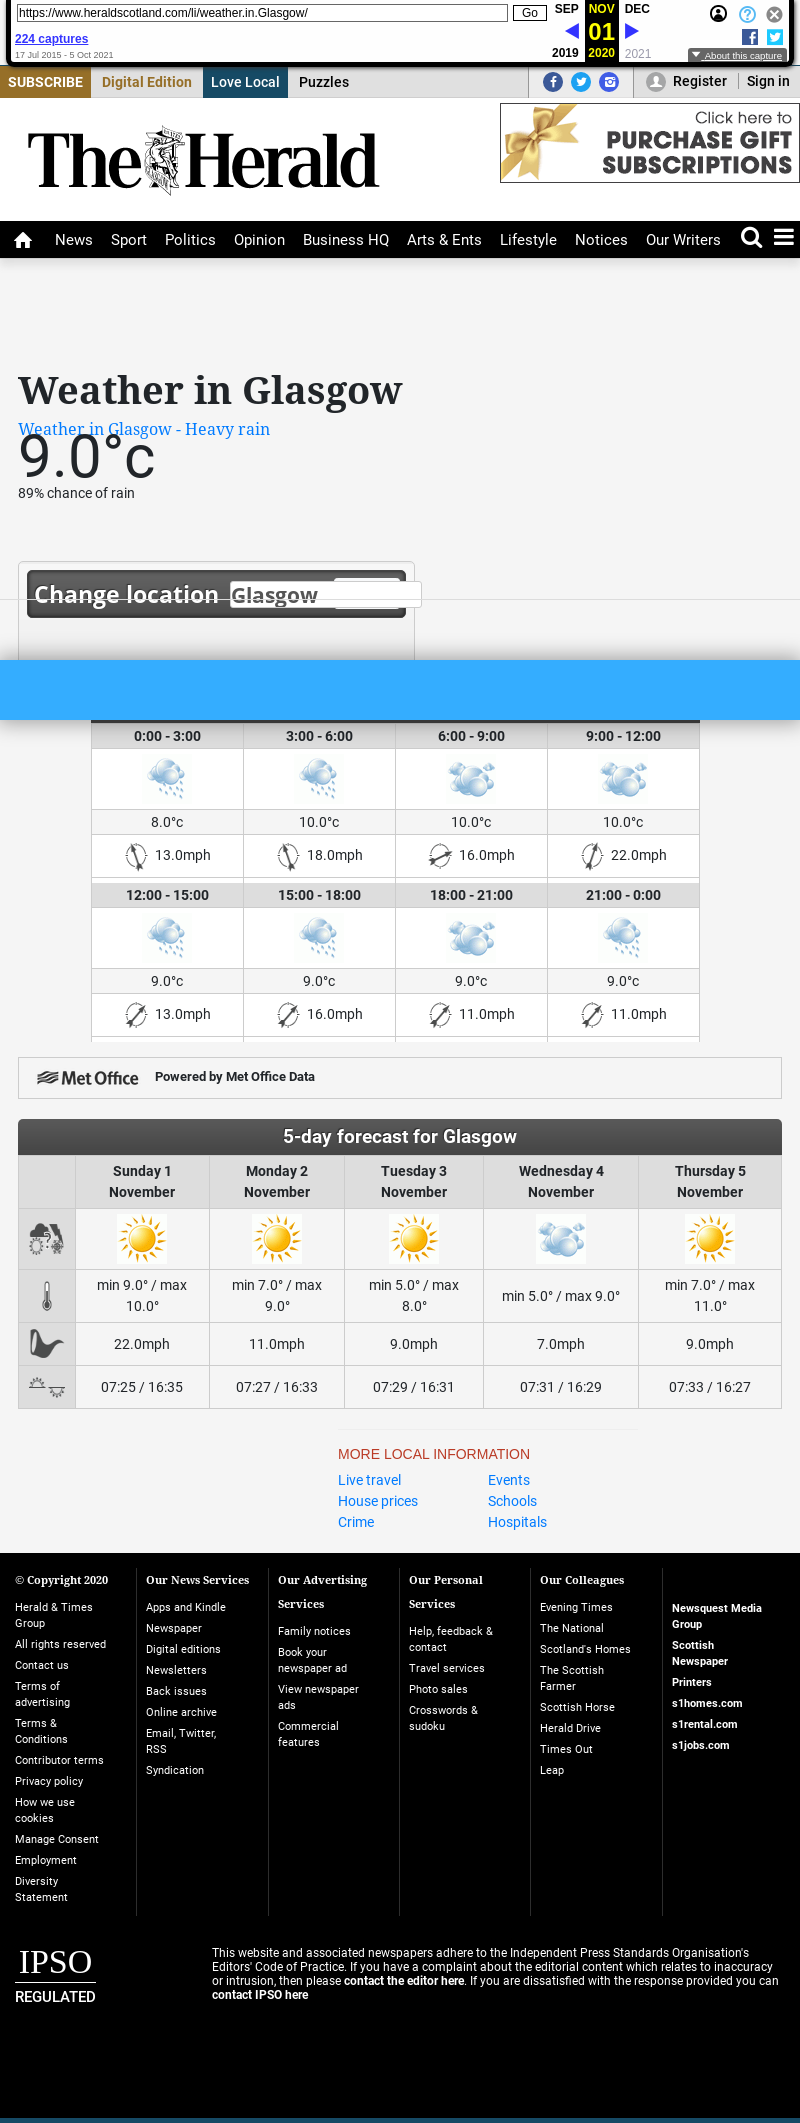 https://www.heraldscotland.com/li/weather.in.Glasgow/
Go
SEP NOV DEC
01
2019 2020 2021
224 captures
17 Jul 2015 - 5 Oct 2021
About this capture
SUBSCRIBE Digital Edition Love Local Puzzles
Register Sign in
The Herald
Click here to
PURCHASE GIFT
SUBSCRIPTIONS
News Sport Politics Opinion Business HQ Arts & Ents Lifestyle Notices Our Writers
Weather in Glasgow
Weather in Glasgow - Heavy rain
9.0°c
89% chance of rain
Change location Glasgow
0:00 - 3:00 3:00 - 6:00 6:00 - 9:00 9:00 - 12:00
8.0°c 10.0°c 10.0°c 10.0°c
13.0mph 18.0mph 16.0mph 22.0mph
12:00 - 15:00 15:00 - 18:00 18:00 - 21:00 21:00 - 0:00
9.0°c 9.0°c 9.0°c 9.0°c
13.0mph 16.0mph 11.0mph 11.0mph
Met Office Powered by Met Office Data
5-day forecast for Glasgow
Sunday 1 Monday 2 Tuesday 3 Wednesday 4 Thursday 5
November November November November November
min 9.0° / max min 7.0° / max min 5.0° / max min 5.0° / max 9.0° min 7.0° / max
10.0° 9.0° 8.0° 11.0°
22.0mph 11.0mph 9.0mph 7.0mph 9.0mph
07:25 / 16:35 07:27 / 16:33 07:29 / 16:31 07:31 / 16:29 07:33 / 16:27
MORE LOCAL INFORMATION
Live travel Events
House prices Schools
Crime Hospitals
© Copyright 2020
Herald & Times
Group
All rights reserved
Contact us
Terms of
advertising
Terms &
Conditions
Contributor terms
Privacy policy
How we use
cookies
Manage Consent
Employment
Diversity
Statement
Our News Services
Apps and Kindle
Newspaper
Digital editions
Newsletters
Back issues
Online archive
Email, Twitter,
RSS
Syndication
Our Advertising
Services
Family notices
Book your
newspaper ad
View newspaper
ads
Commercial
features
Our Personal
Services
Help, feedback &
contact
Travel services
Photo sales
Crosswords &
sudoku
Our Colleagues
Evening Times
The National
Scotland's Homes
The Scottish
Farmer
Scottish Horse
Herald Drive
Times Out
Leap
Newsquest Media
Group
Scottish
Newspaper
Printers
s1homes.com
s1rental.com
s1jobs.com
IPSO
REGULATED
This website and associated newspapers adhere to the Independent Press Standards Organisation's
Editors' Code of Practice. If you have a complaint about the editorial content which relates to inaccuracy
or intrusion, then please contact the editor here. If you are dissatisfied with the response provided you can
contact IPSO here